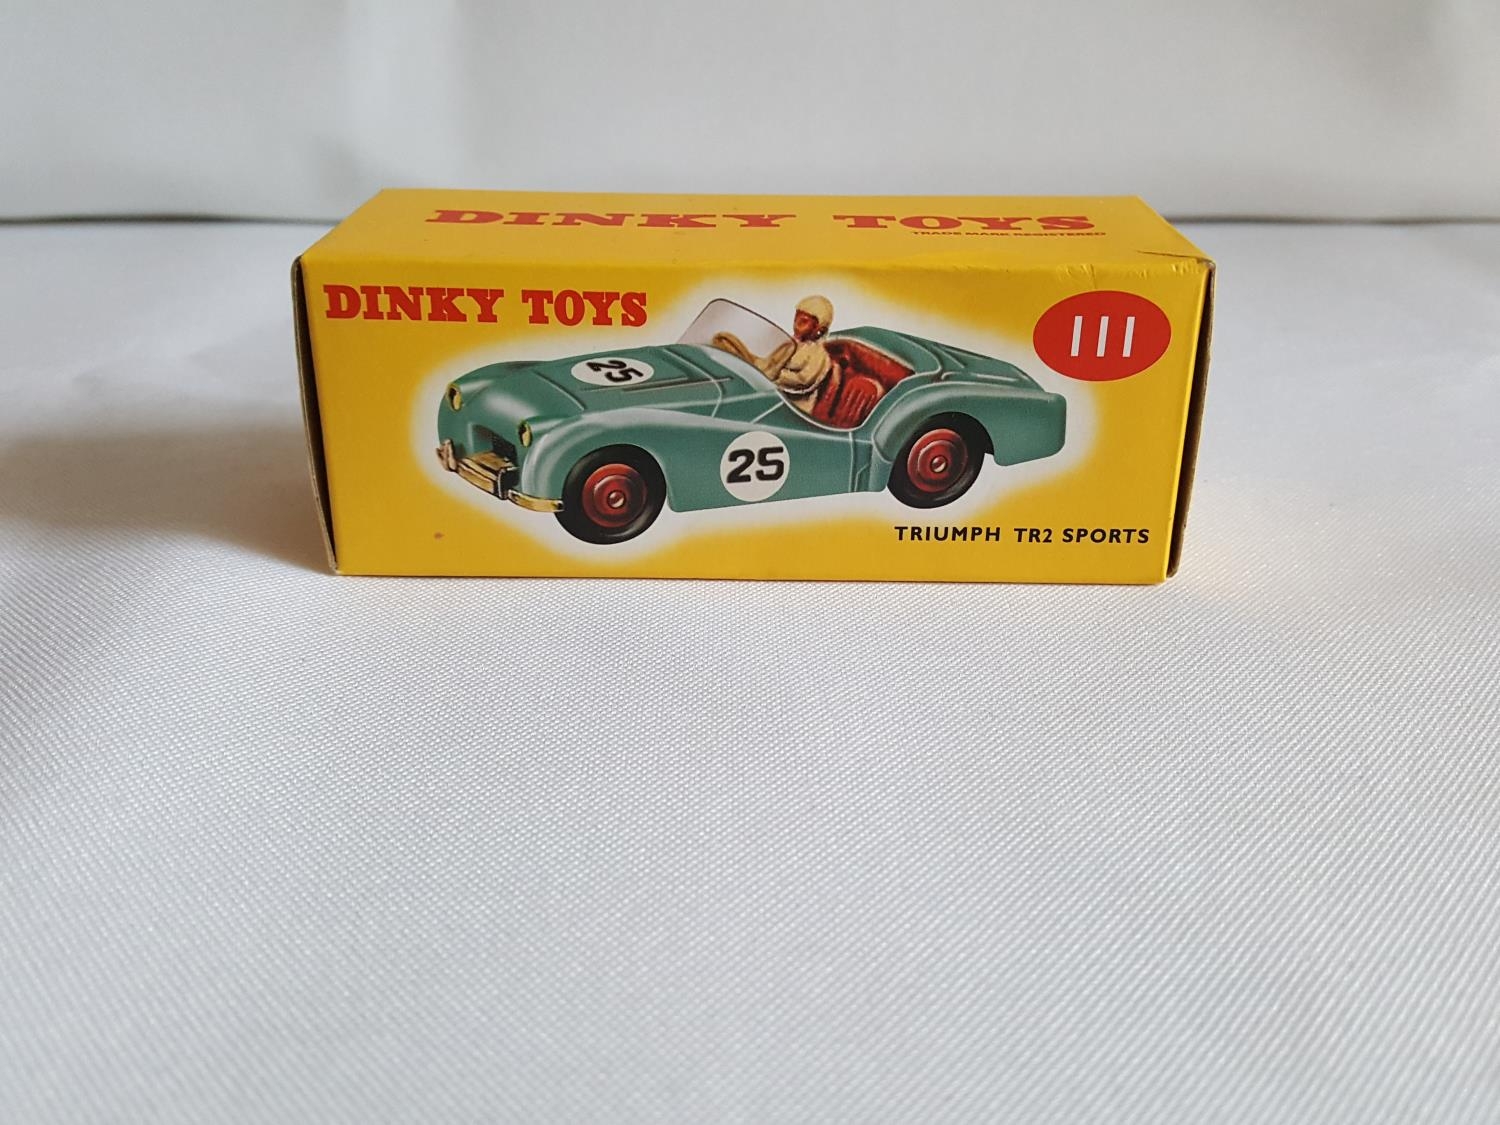 DINKY TOYS
TRADE MARK REGISTERED
DINKY TOYS
111
25
25
TRIUMPH TR2 SPORTS